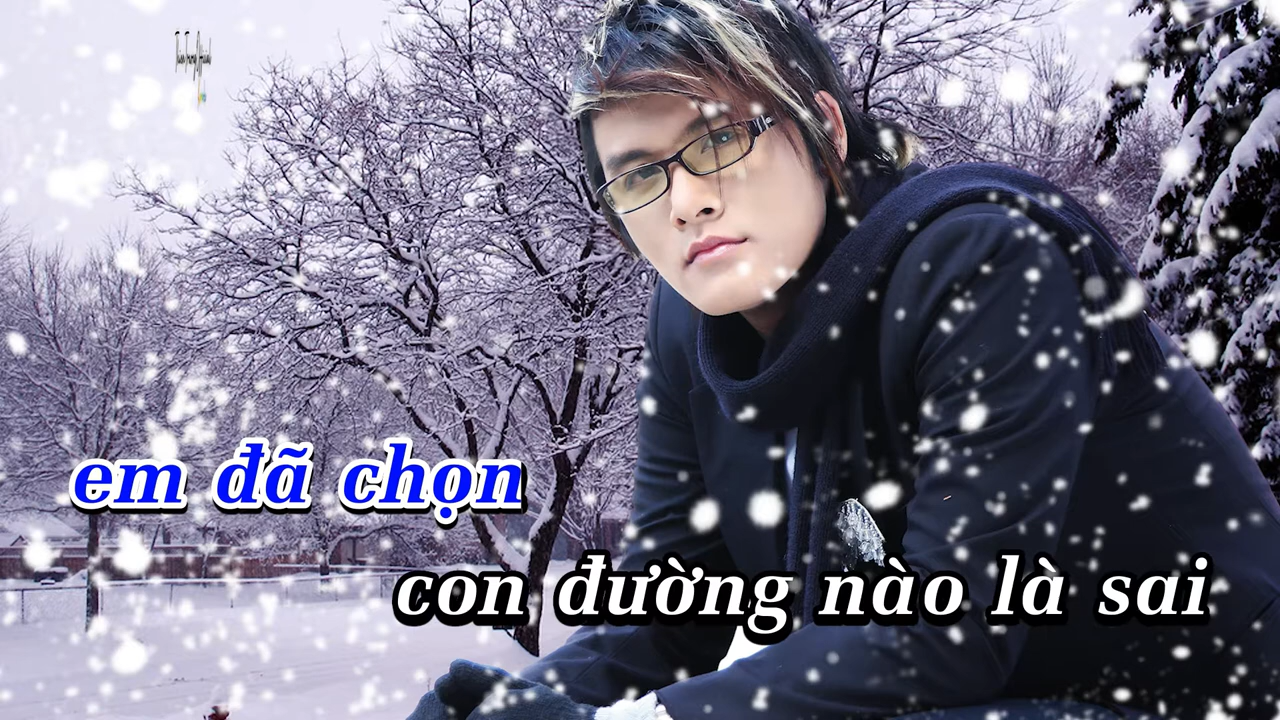 em đã chọn
con đường nào là sai